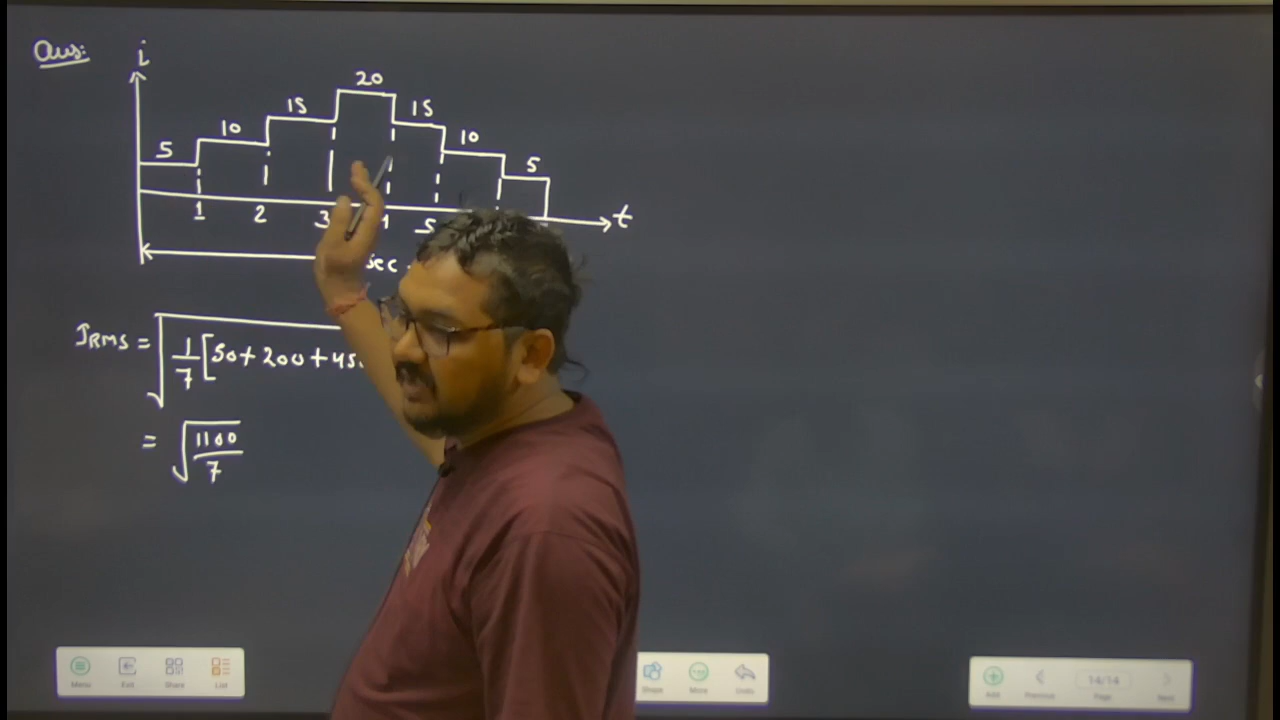 Ans:
i
20
15
15
10
10
5
5
1
2
3
5
t
sec
IRMS = √ 1/7 [50+200+45
= √ 1100/7
Menu
Exit
Share
List
Shape
More
Undo
Add
Previous
14/14
Page
Next